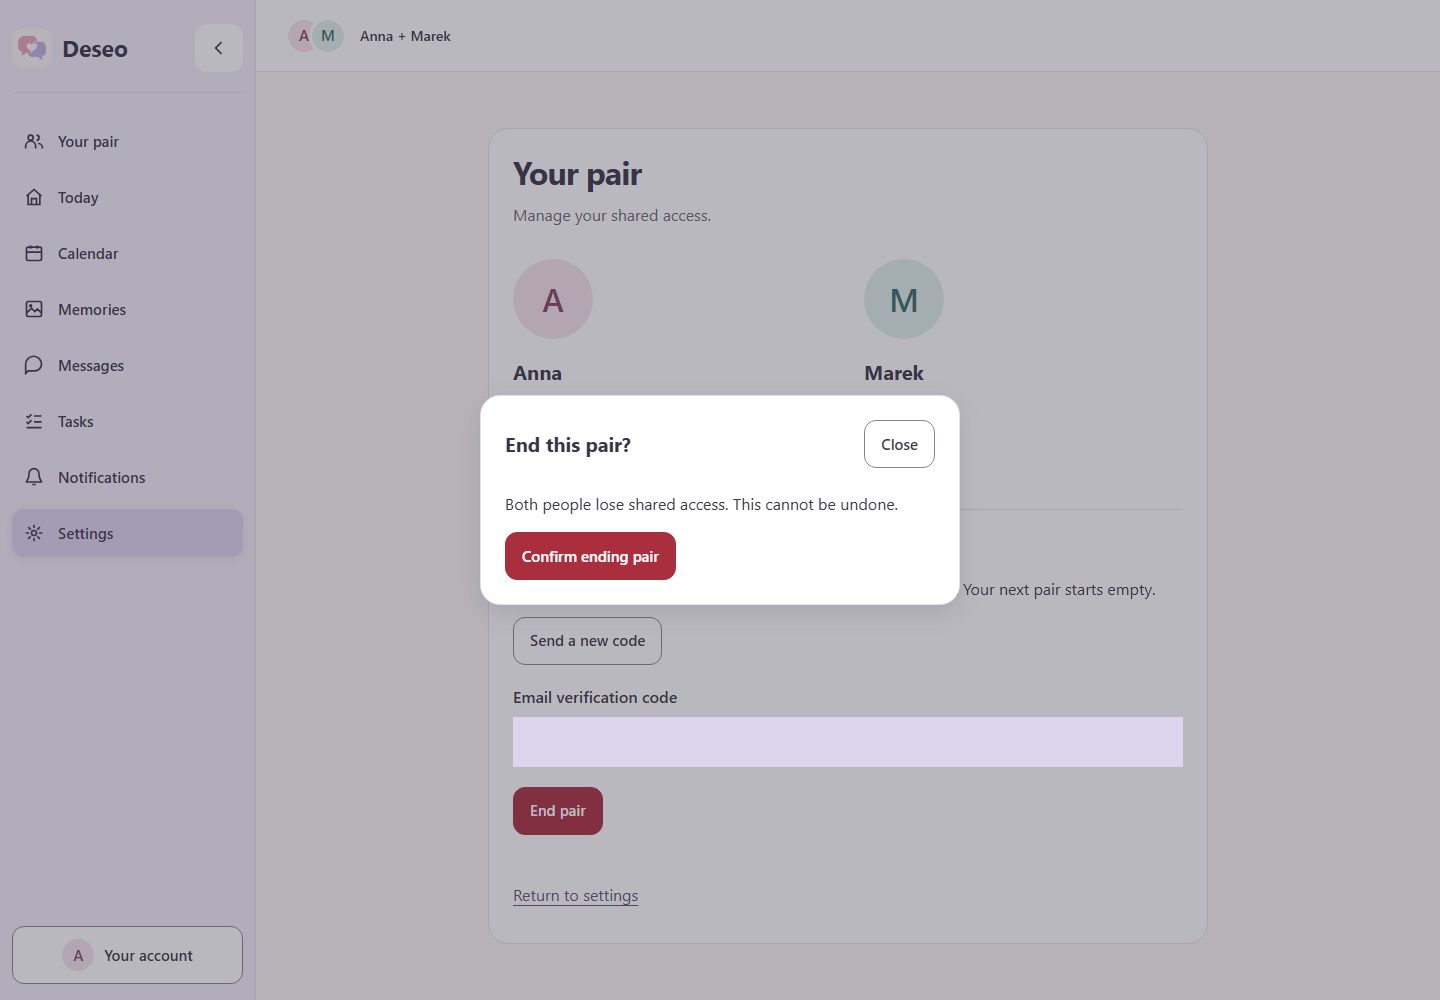 Deseo
Your pair
Today
Calendar
Memories
Messages
Tasks
Notifications
Settings
A Your account
A M Anna + Marek
Your pair
Manage your shared access.
A
M
Anna
Marek
End this pair?
Close
Both people lose shared access. This cannot be undone.
Confirm ending pair
Your next pair starts empty.
Send a new code
Email verification code
End pair
Return to settings